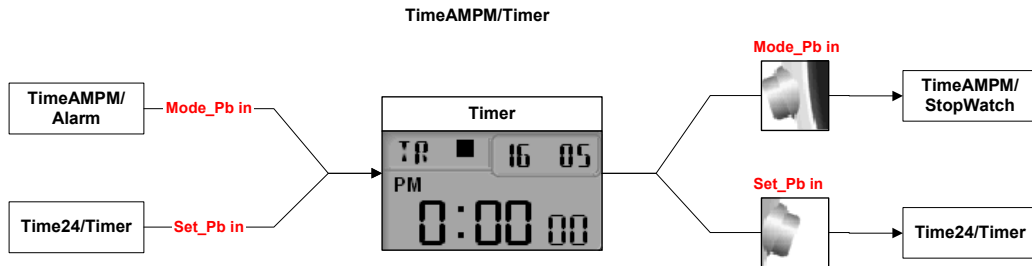 TimeAMPM/Timer
TimeAMPM/
Alarm
Mode_Pb in
Time24/Timer
Set_Pb in
Timer
TR 16 05
PM
0:00 00
Mode_Pb in
TimeAMPM/
StopWatch
Set_Pb in
Time24/Timer